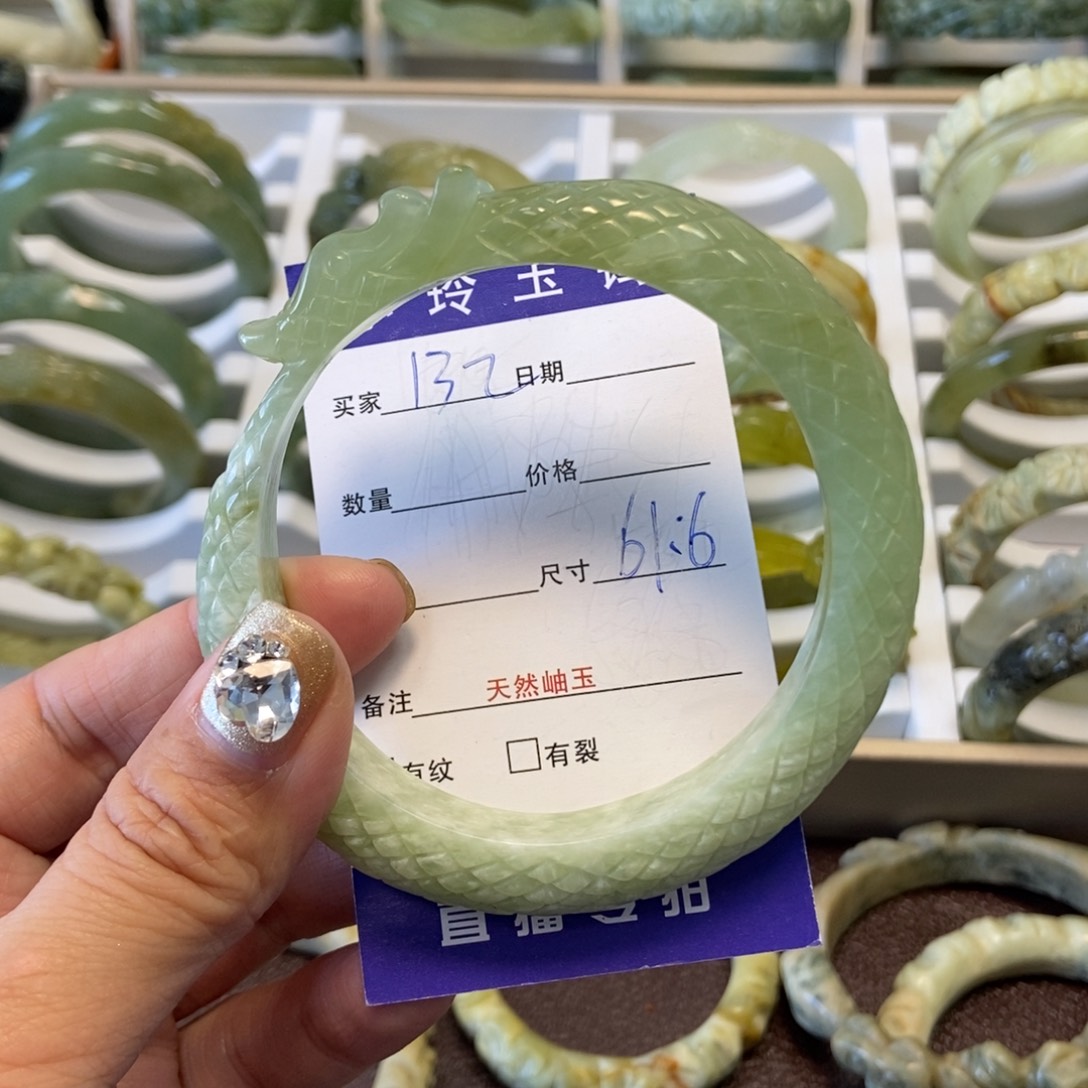 玲玉
买家 132 日期
数量 价格
尺寸 61.6
备注 天然岫玉
有纹 □有裂
直播专拍